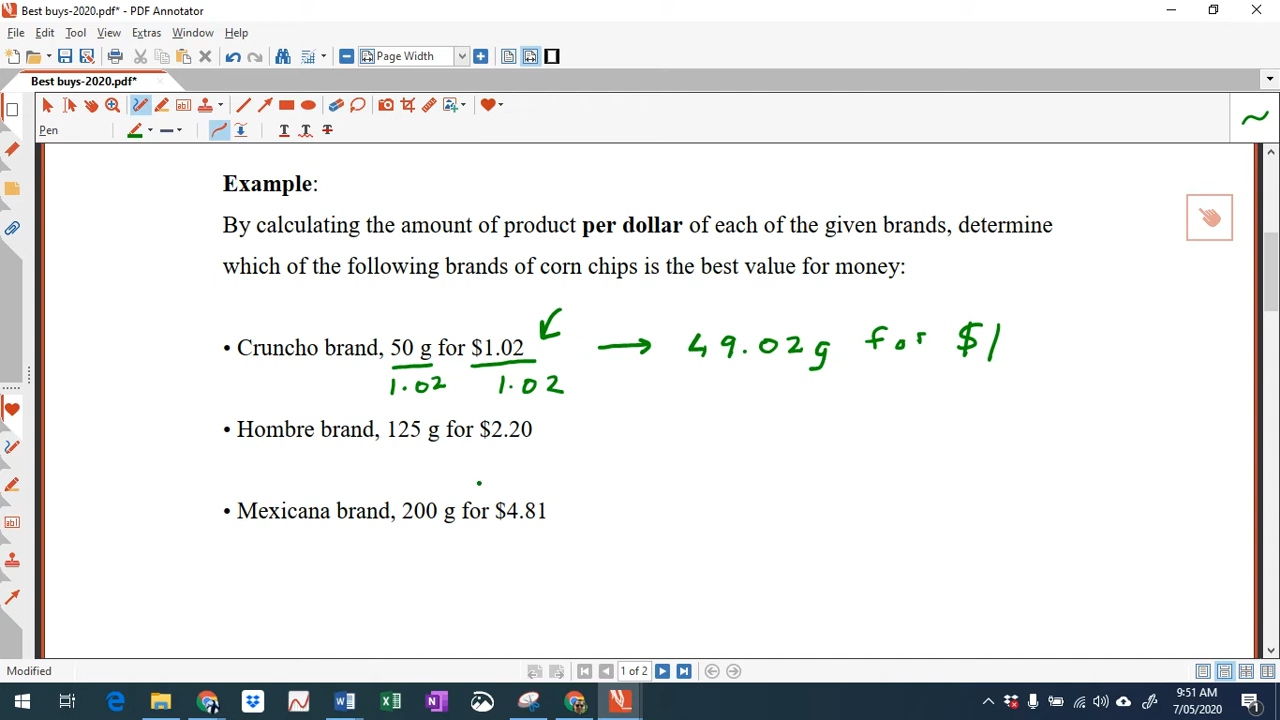 Best buys-2020.pdf* - PDF Annotator
File Edit Tool View Extras Window Help
Page Width
Best buys-2020.pdf*
Pen
Example:
By calculating the amount of product per dollar of each of the given brands, determine
which of the following brands of corn chips is the best value for money:
• Cruncho brand, 50 g for $1.02 → 49.02g for $1
1.02 1.02
• Hombre brand, 125 g for $2.20
• Mexicana brand, 200 g for $4.81
Modified
1 of 2
9:51 AM
7/05/2020